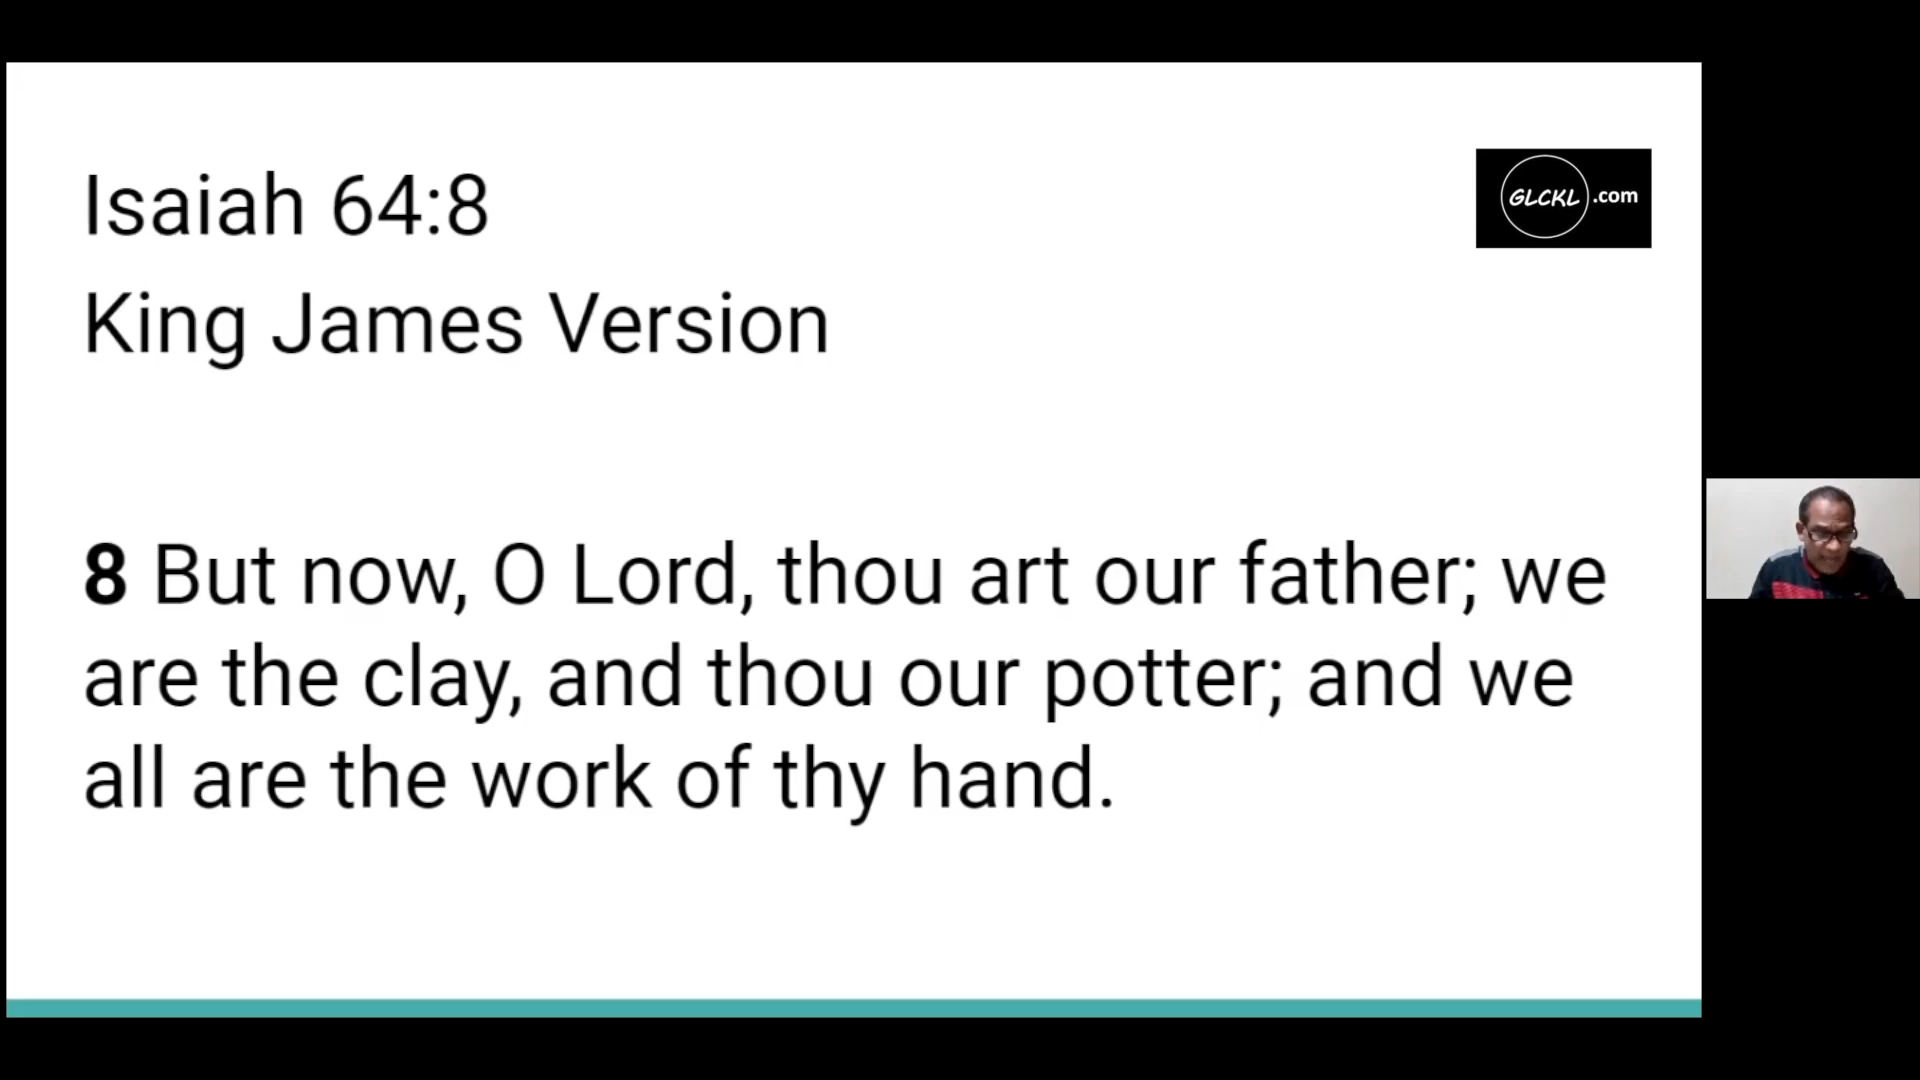 Isaiah 64:8
GLCKL .com
King James Version
8 But now, O Lord, thou art our father; we
are the clay, and thou our potter; and we
all are the work of thy hand.